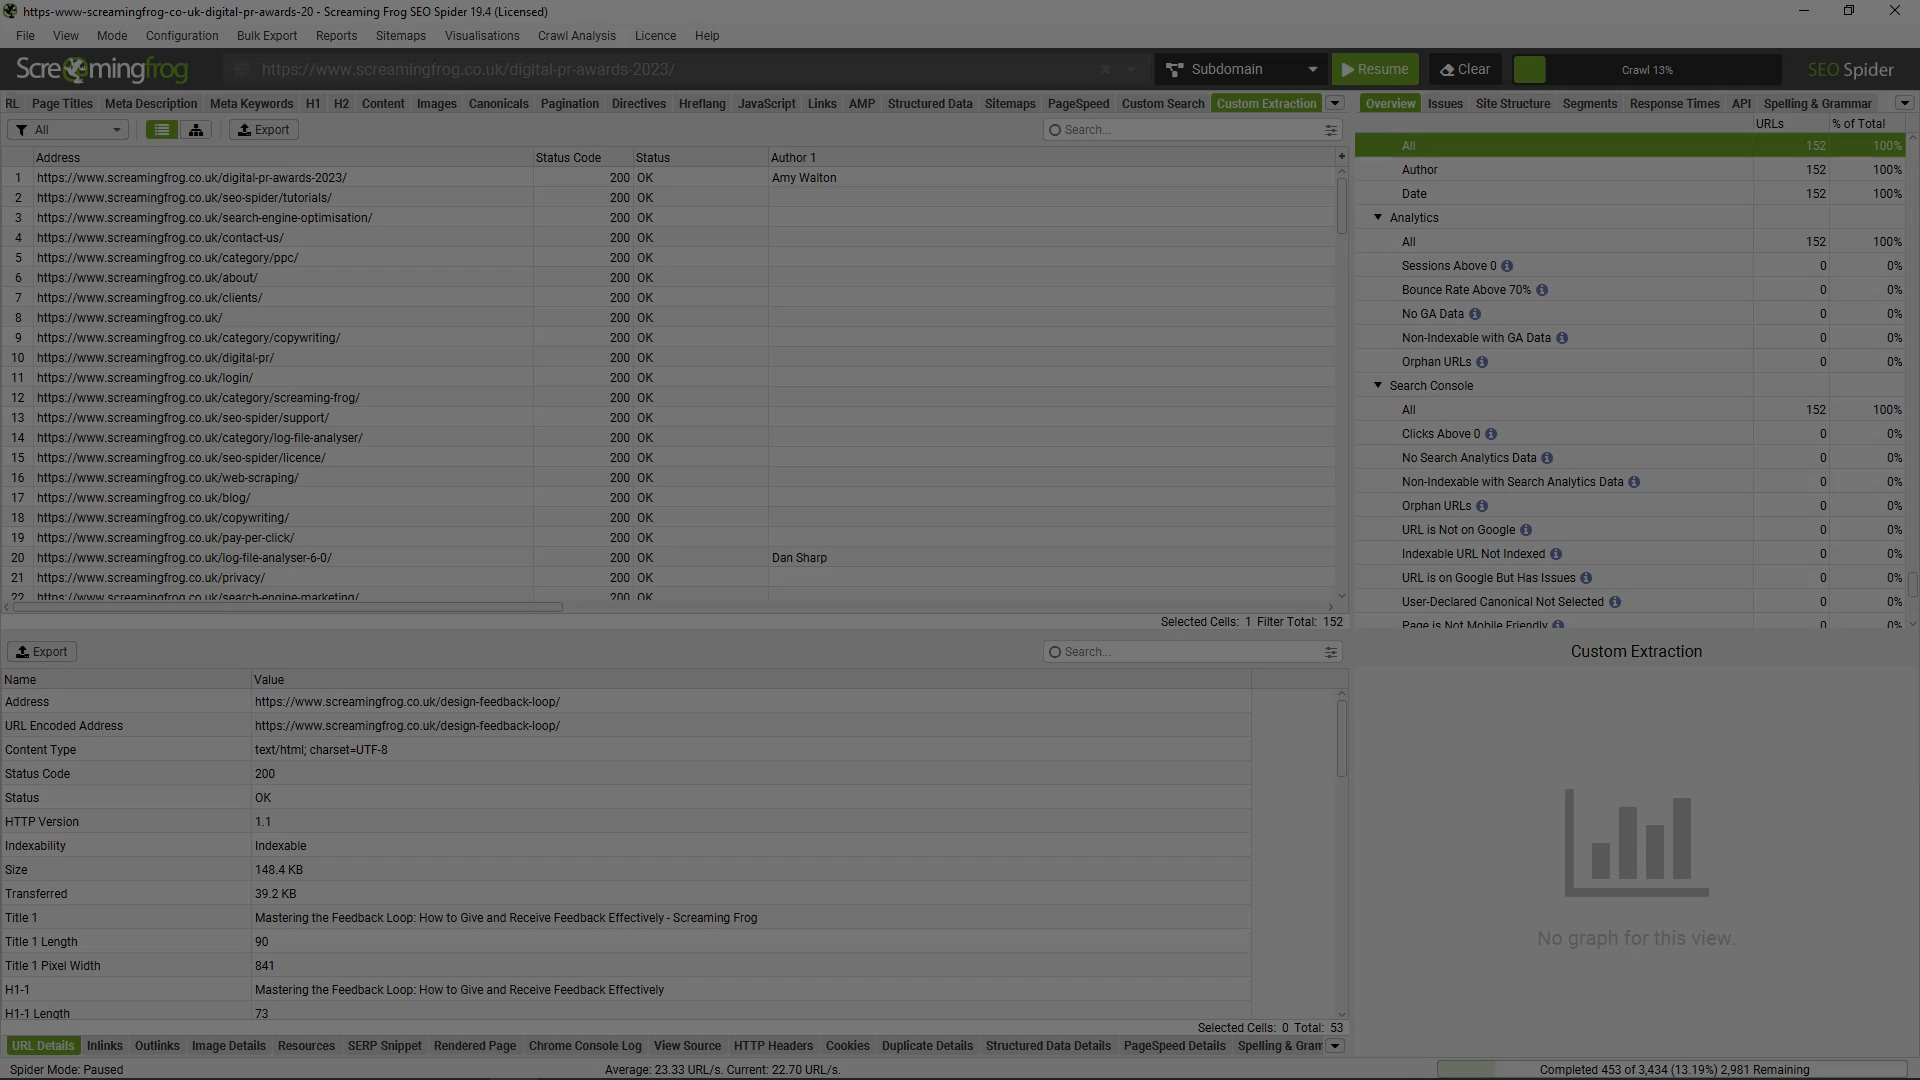 https-www-screamingfrog-co-uk-digital-pr-awards-20 - Screaming Frog SEO Spider 19.4 (Licensed)
File View Mode Configuration Bulk Export Reports Sitemaps Visualisations Crawl Analysis Licence Help
Screamingfrog https://www.screamingfrog.co.uk/digital-pr-awards-2023/ Subdomain Resume Clear Crawl 13% SEO Spider
RL Page Titles Meta Description Meta Keywords H1 H2 Content Images Canonicals Pagination Directives Hreflang JavaScript Links AMP Structured Data Sitemaps PageSpeed Custom Search Custom Extraction
All Export Search...
Address Status Code Status Author 1
1 https://www.screamingfrog.co.uk/digital-pr-awards-2023/ 200 OK Amy Walton
2 https://www.screamingfrog.co.uk/seo-spider/tutorials/ 200 OK
3 https://www.screamingfrog.co.uk/search-engine-optimisation/ 200 OK
4 https://www.screamingfrog.co.uk/contact-us/ 200 OK
5 https://www.screamingfrog.co.uk/category/ppc/ 200 OK
6 https://www.screamingfrog.co.uk/about/ 200 OK
7 https://www.screamingfrog.co.uk/clients/ 200 OK
8 https://www.screamingfrog.co.uk/ 200 OK
9 https://www.screamingfrog.co.uk/category/copywriting/ 200 OK
10 https://www.screamingfrog.co.uk/digital-pr/ 200 OK
11 https://www.screamingfrog.co.uk/login/ 200 OK
12 https://www.screamingfrog.co.uk/category/screaming-frog/ 200 OK
13 https://www.screamingfrog.co.uk/seo-spider/support/ 200 OK
14 https://www.screamingfrog.co.uk/category/log-file-analyser/ 200 OK
15 https://www.screamingfrog.co.uk/seo-spider/licence/ 200 OK
16 https://www.screamingfrog.co.uk/web-scraping/ 200 OK
17 https://www.screamingfrog.co.uk/blog/ 200 OK
18 https://www.screamingfrog.co.uk/copywriting/ 200 OK
19 https://www.screamingfrog.co.uk/pay-per-click/ 200 OK
20 https://www.screamingfrog.co.uk/log-file-analyser-6-0/ 200 OK Dan Sharp
21 https://www.screamingfrog.co.uk/privacy/ 200 OK
22 https://www.screamingfrog.co.uk/search-engine-marketing/ 200 OK
Selected Cells: 1 Filter Total: 152
Overview Issues Site Structure Segments Response Times API Spelling & Grammar
URLs % of Total
All 152 100%
Author 152 100%
Date 152 100%
Analytics
All 152 100%
Sessions Above 0 0 0%
Bounce Rate Above 70% 0 0%
No GA Data 0 0%
Non-Indexable with GA Data 0 0%
Orphan URLs 0 0%
Search Console
All 152 100%
Clicks Above 0 0 0%
No Search Analytics Data 0 0%
Non-Indexable with Search Analytics Data 0 0%
Orphan URLs 0 0%
URL is Not on Google 0 0%
Indexable URL Not Indexed 0 0%
URL is on Google But Has Issues 0 0%
User-Declared Canonical Not Selected 0 0%
Page is Not Mobile Friendly 0 0%
Export Search...
Name Value
Address https://www.screamingfrog.co.uk/design-feedback-loop/
URL Encoded Address https://www.screamingfrog.co.uk/design-feedback-loop/
Content Type text/html; charset=UTF-8
Status Code 200
Status OK
HTTP Version 1.1
Indexability Indexable
Size 148.4 KB
Transferred 39.2 KB
Title 1 Mastering the Feedback Loop: How to Give and Receive Feedback Effectively - Screaming Frog
Title 1 Length 90
Title 1 Pixel Width 841
H1-1 Mastering the Feedback Loop: How to Give and Receive Feedback Effectively
H1-1 Length 73
Selected Cells: 0 Total: 53
Custom Extraction
No graph for this view.
URL Details Inlinks Outlinks Image Details Resources SERP Snippet Rendered Page Chrome Console Log View Source HTTP Headers Cookies Duplicate Details Structured Data Details PageSpeed Details Spelling & Gram
Spider Mode: Paused Average: 23.33 URL/s. Current: 22.70 URL/s. Completed 453 of 3,434 (13.19%) 2,981 Remaining